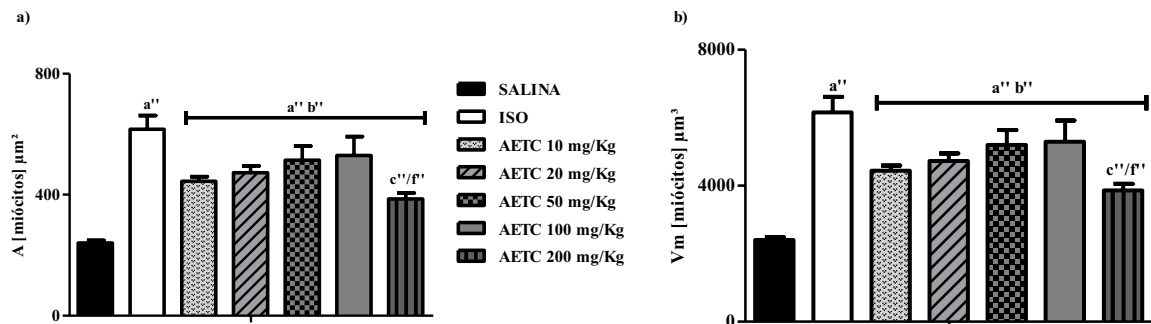 a)
A [miócitos] µm²
800
400
0
a''
a'' b''
c''/f''
SALINA
ISO
AETC 10 mg/Kg
AETC 20 mg/Kg
AETC 50 mg/Kg
AETC 100 mg/Kg
AETC 200 mg/Kg
b)
Vm [miócitos] µm³
8000
4000
0
a''
a'' b''
c''/f''